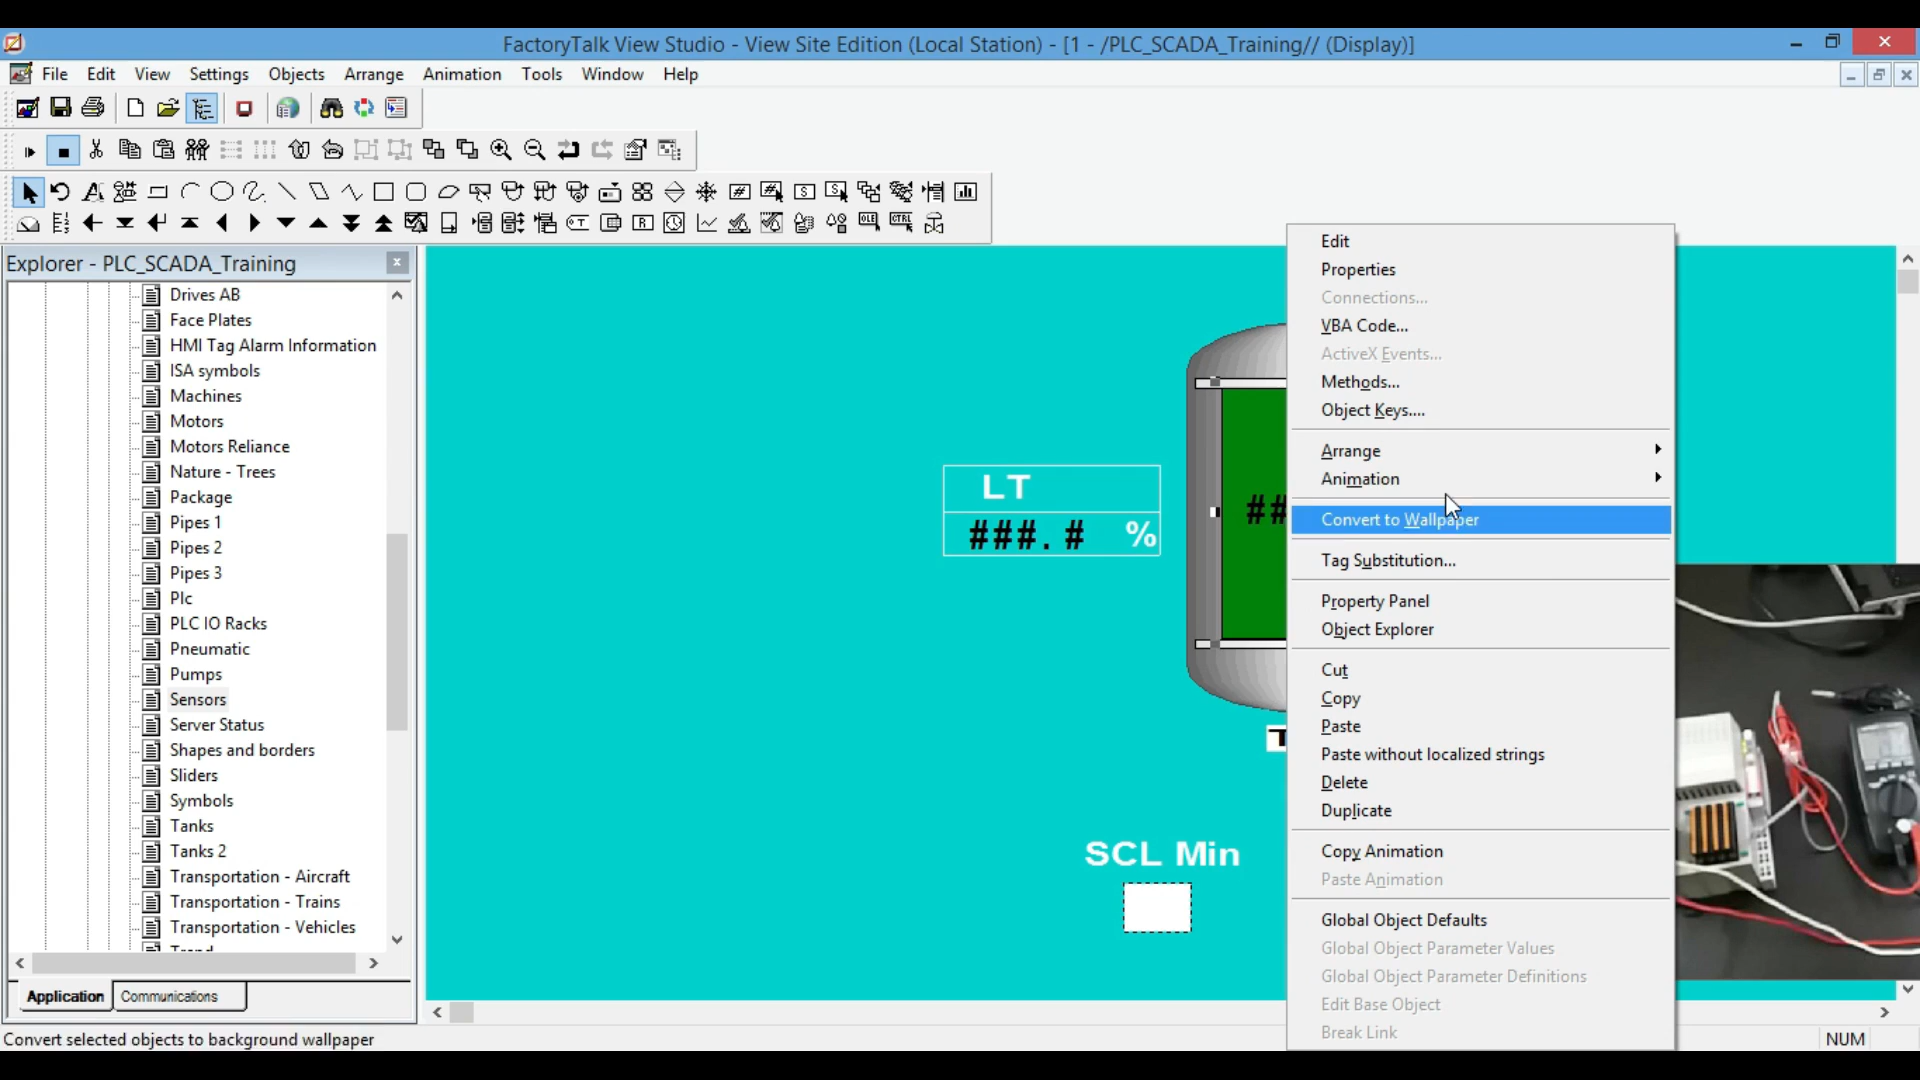 FactoryTalk View Studio - View Site Edition (Local Station) - [1 - /PLC_SCADA_Training// (Display)]
File Edit View Settings Objects Arrange Animation Tools Window Help
Explorer - PLC_SCADA_Training
Drives AB
Face Plates
HMI Tag Alarm Information
ISA symbols
Machines
Motors
Motors Reliance
Nature - Trees
Package
Pipes 1
Pipes 2
Pipes 3
Plc
PLC IO Racks
Pneumatic
Pumps
Sensors
Server Status
Shapes and borders
Sliders
Symbols
Tanks
Tanks 2
Transportation - Aircraft
Transportation - Trains
Transportation - Vehicles
Application Communications
LT
###.# %
##
SCL Min
Edit
Properties
Connections...
VBA Code...
ActiveX Events...
Methods...
Object Keys....
Arrange
Animation
Convert to Wallpaper
Tag Substitution...
Property Panel
Object Explorer
Cut
Copy
Paste
Paste without localized strings
Delete
Duplicate
Copy Animation
Paste Animation
Global Object Defaults
Global Object Parameter Values
Global Object Parameter Definitions
Edit Base Object
Break Link
Convert selected objects to background wallpaper
NUM